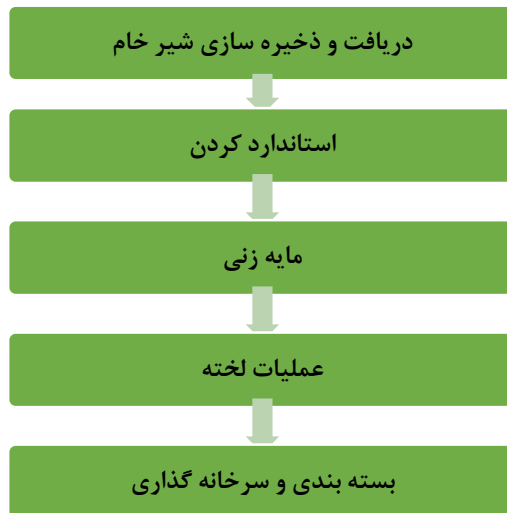 دریافت و ذخیره سازی شیر خام
استاندارد کردن
مایه زنی
عملیات لخته
بسته بندی و سرخانه گذاری